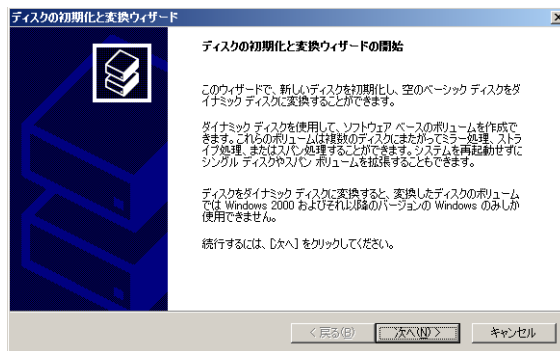 ディスクの初期化と変換ウィザード
ディスクの初期化と変換ウィザードの開始
このウィザードで、新しいディスクを初期化し、空のベーシック ディスクをダ
イナミック ディスクに変換することができます。
ダイナミック ディスクを使用して、ソフトウェア ベースのボリュームを作成で
きます。これらのボリュームは複数のディスクにまたがってミラー処理、ストラ
イプ処理、またはスパン処理することができます。システムを再起動せずに
シングル ディスクやスパン ボリュームを拡張することもできます。
ディスクをダイナミック ディスクに変換すると、変換したディスクのボリューム
では Windows 2000 およびそれ以降のバージョンの Windows のみしか
使用できません。
続行するには、[次へ] をクリックしてください。
< 戻る(B)
次へ(N) >
キャンセル